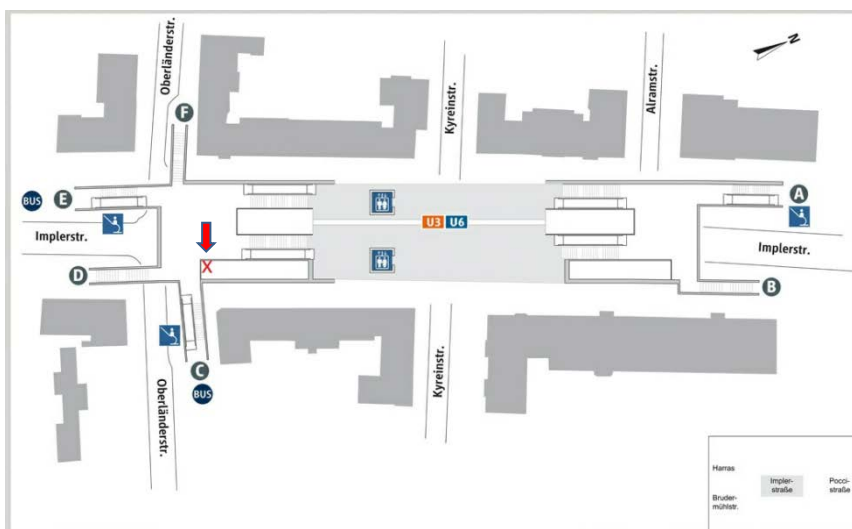 Oberländerstr.
Kyreinstr.
Alramstr.
N
F
A
BUS
E
U3 U6
Implerstr.
Implerstr.
X
D
B
C
BUS
Oberländerstr.
Kyreinstr.
Harras
Impler-
straße
Pocci-
straße
Bruder-
mühlstr.